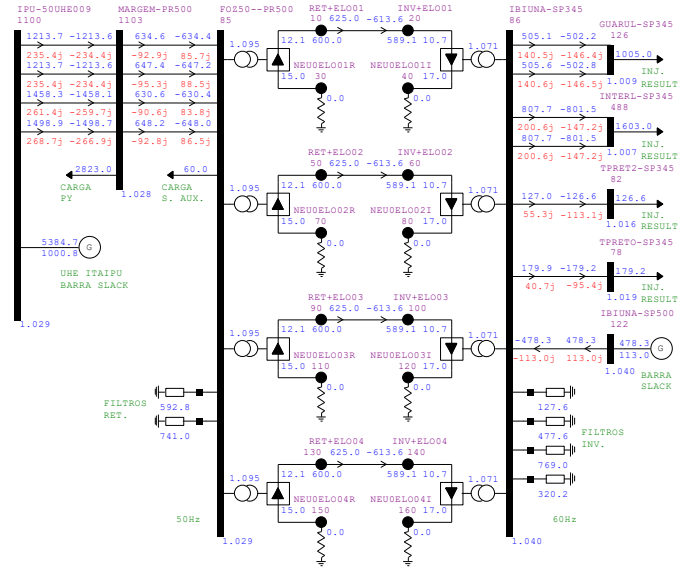 IPU-50UHE009
1100
MARGEM-PR500
1103
FOZ50--PR500
85
RET+ELO01
10 625.0 -613.6 20
INV+ELO01
IBIUNA-SP345
86
GUARUL-SP345
126
1213.7 -1213.6
235.4j -234.4j
1213.7 -1213.6
235.4j -234.4j
1458.3 -1458.1
261.4j -259.7j
1498.9 -1498.7
268.7j -266.9j
634.6 -634.4
-92.9j 85.7j
647.4 -647.2
-95.3j 88.5j
630.6 -630.4
-90.6j 83.8j
648.2 -648.0
-92.8j 86.5j
2823.0
CARGA
PY
1.028
60.0
CARGA
S. AUX.
5384.7
1000.8
G
UHE ITAIPU
BARRA SLACK
1.029
1.095
12.1 600.0
15.0 NEU0ELO01R
30
0.0
589.1 10.7
NEU0ELO01I 17.0
40
0.0
1.071
505.1 -502.2
140.5j -146.4j
505.6 -502.8
140.6j -146.5j
1005.0
INJ.
RESULT
1.009
INTERL-SP345
488
807.7 -801.5
200.6j -147.2j
807.7 -801.5
200.6j -147.2j
1603.0
INJ.
RESULT
1.007
RET+ELO02
50 625.0 -613.6 60
INV+ELO02
1.095
12.1 600.0
15.0 NEU0ELO02R
70
0.0
589.1 10.7
NEU0ELO02I 17.0
80
0.0
1.071
TPRET2-SP345
82
127.0 -126.6
55.3j -113.1j
126.6
INJ.
RESULT
1.016
TPRETO-SP345
78
179.9 -179.2
40.7j -95.4j
179.2
INJ.
RESULT
1.019
RET+ELO03
90 625.0 -613.6 100
INV+ELO03
1.095
12.1 600.0
NEU0ELO03R
15.0 110
0.0
589.1 10.7
NEU0ELO03I
120 17.0
0.0
1.071
IBIUNA-SP500
122
-478.3 478.3
-113.0j 113.0j
478.3
113.0
G
1.040
BARRA
SLACK
FILTROS
RET.
592.8
741.0
127.6
477.6
769.0
320.2
FILTROS
INV.
RET+ELO04
130 625.0 -613.6 140
INV+ELO04
1.095
12.1 600.0
NEU0ELO04R
15.0 150
0.0
589.1 10.7
NEU0ELO04I
160 17.0
0.0
1.071
50Hz
1.029
60Hz
1.040